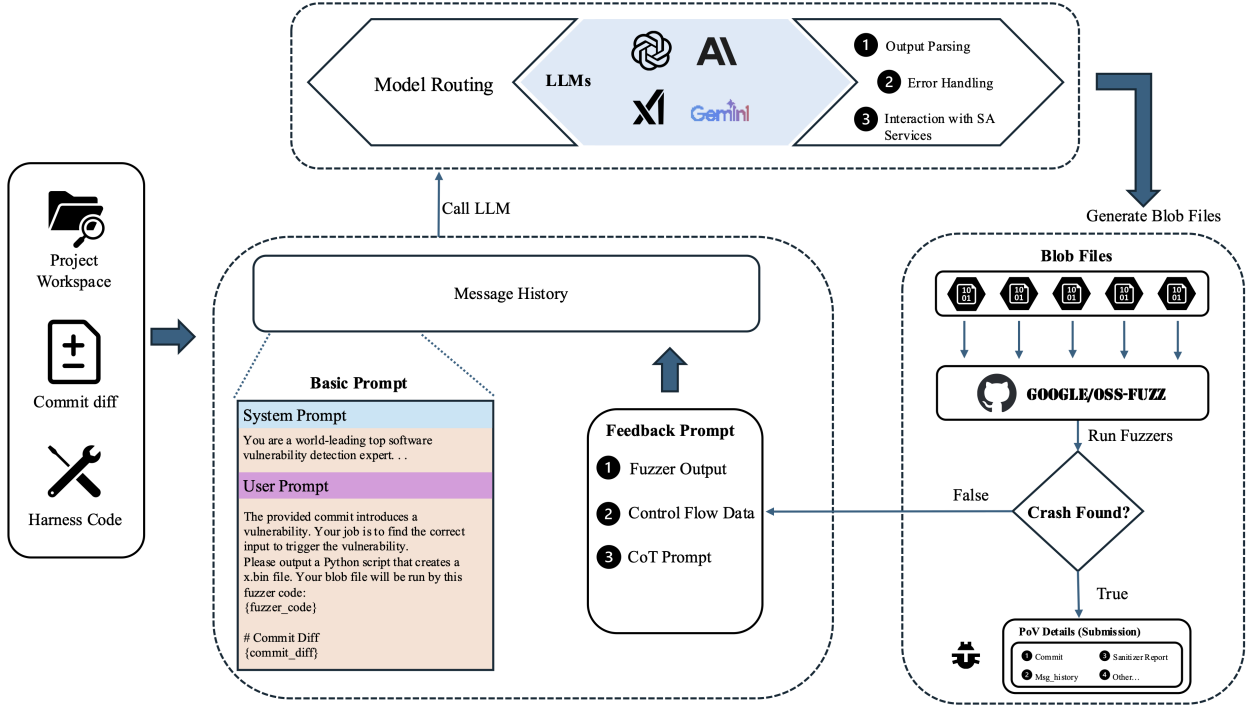 Model Routing
LLMs
Gemini
1 Output Parsing
2 Error Handling
3 Interaction with SA
Services
Project
Workspace
Commit diff
Harness Code
Call LLM
Message History
Basic Prompt
System Prompt
You are a world-leading top software
vulnerability detection expert. . .
User Prompt
The provided commit introduces a
vulnerability. Your job is to find the correct
input to trigger the vulnerability.
Please output a Python script that creates a
x.bin file. Your blob file will be run by this
fuzzer code:
{fuzzer_code}
# Commit Diff
{commit_diff}
Feedback Prompt
1 Fuzzer Output
2 Control Flow Data
3 CoT Prompt
Generate Blob Files
Blob Files
10 10 10 10 10
01 01 01 01 01
GOOGLE/OSS-FUZZ
Run Fuzzers
Crash Found?
False
True
PoV Details (Submission)
1 Commit 3 Sanitizer Report
2 Msg_history 4 Other...